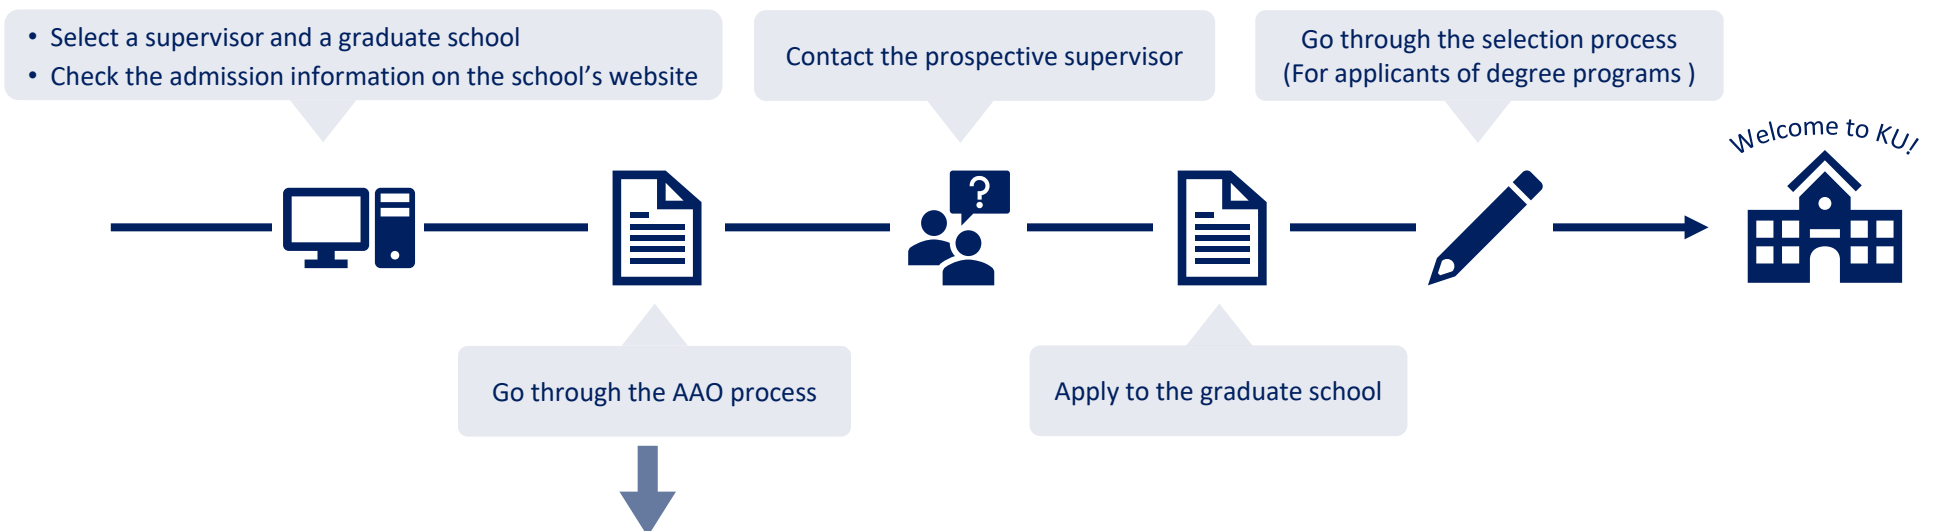 • Select a supervisor and a graduate school
• Check the admission information on the school's website
Contact the prospective supervisor
Go through the selection process
(For applicants of degree programs )
Welcome to KU!
?
Go through the AAO process
Apply to the graduate school